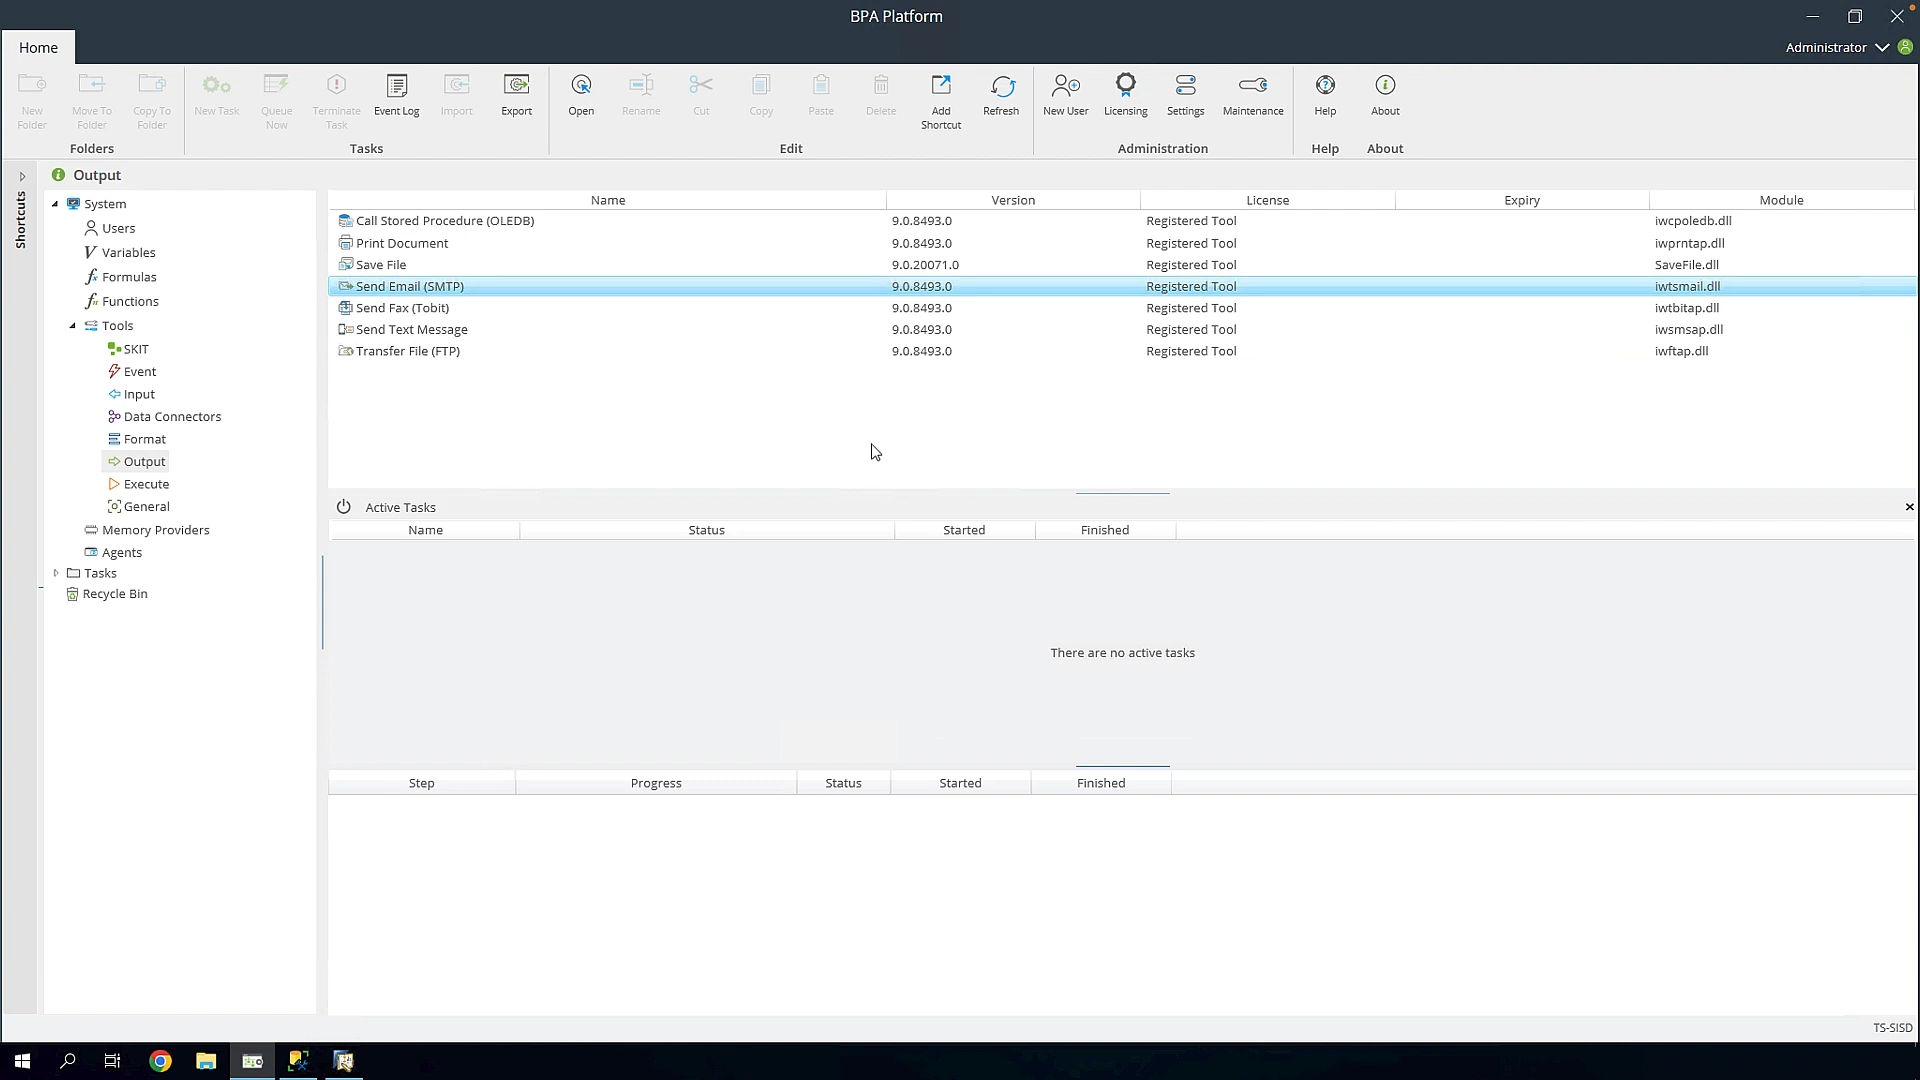 BPA Platform
Home
Administrator
New Folder
Move To Folder
Copy To Folder
New Task
Queue Now
Terminate Task
Event Log
Import
Export
Open
Rename
Cut
Copy
Paste
Delete
Add Shortcut
Refresh
New User
Licensing
Settings
Maintenance
Help
About
Folders
Tasks
Edit
Administration
Help
About
Shortcuts
Output
System
Users
Variables
Formulas
Functions
Tools
SKIT
Event
Input
Data Connectors
Format
Output
Execute
General
Memory Providers
Agents
Tasks
Recycle Bin
Name Version License Expiry Module
Call Stored Procedure (OLEDB) 9.0.8493.0 Registered Tool iwcpoledb.dll
Print Document 9.0.8493.0 Registered Tool iwprntap.dll
Save File 9.0.20071.0 Registered Tool SaveFile.dll
Send Email (SMTP) 9.0.8493.0 Registered Tool iwtsmail.dll
Send Fax (Tobit) 9.0.8493.0 Registered Tool iwtbitap.dll
Send Text Message 9.0.8493.0 Registered Tool iwsmsap.dll
Transfer File (FTP) 9.0.8493.0 Registered Tool iwftap.dll
Active Tasks
Name Status Started Finished
There are no active tasks
Step Progress Status Started Finished
TS-SISD